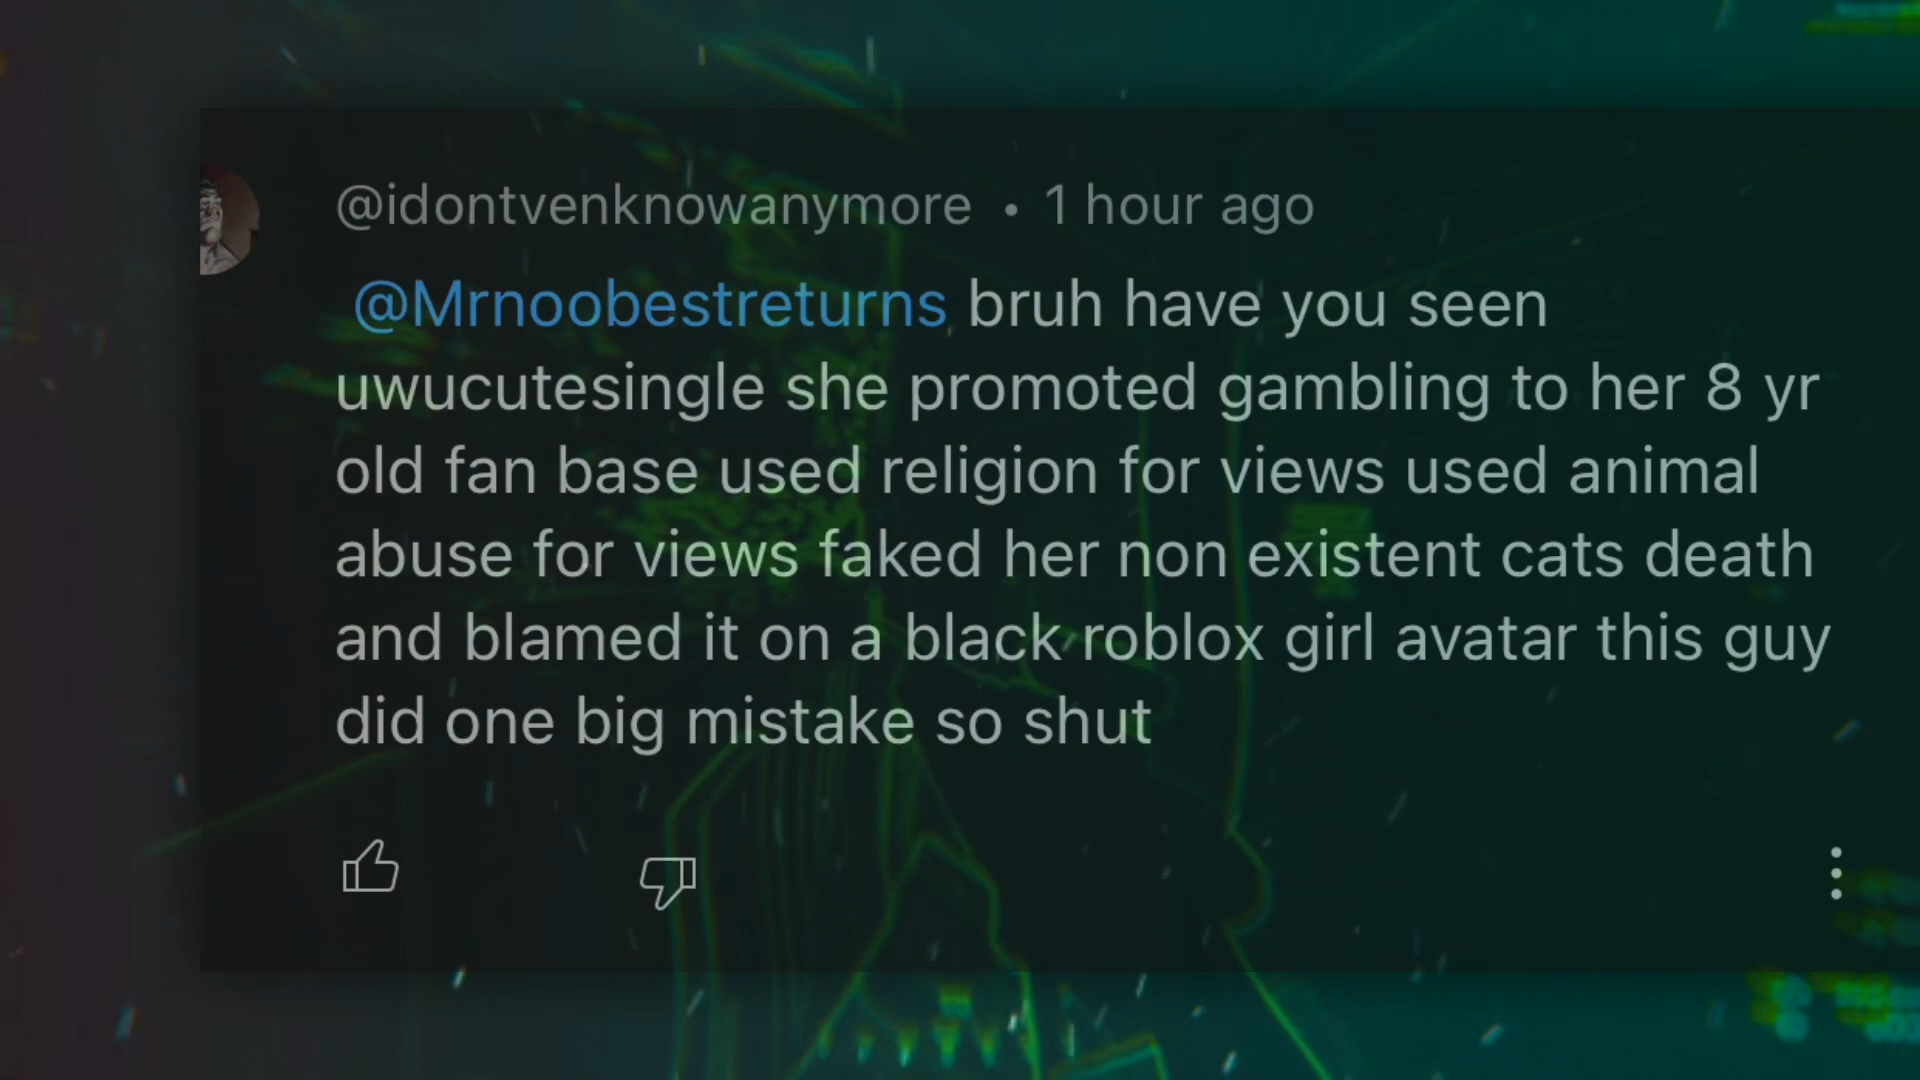 @idontvenknowanymore • 1 hour ago
@Mrnoobestreturns bruh have you seen
uwucutesingle she promoted gambling to her 8 yr
old fan base used religion for views used animal
abuse for views faked her non existent cats death
and blamed it on a black roblox girl avatar this guy
did one big mistake so shut